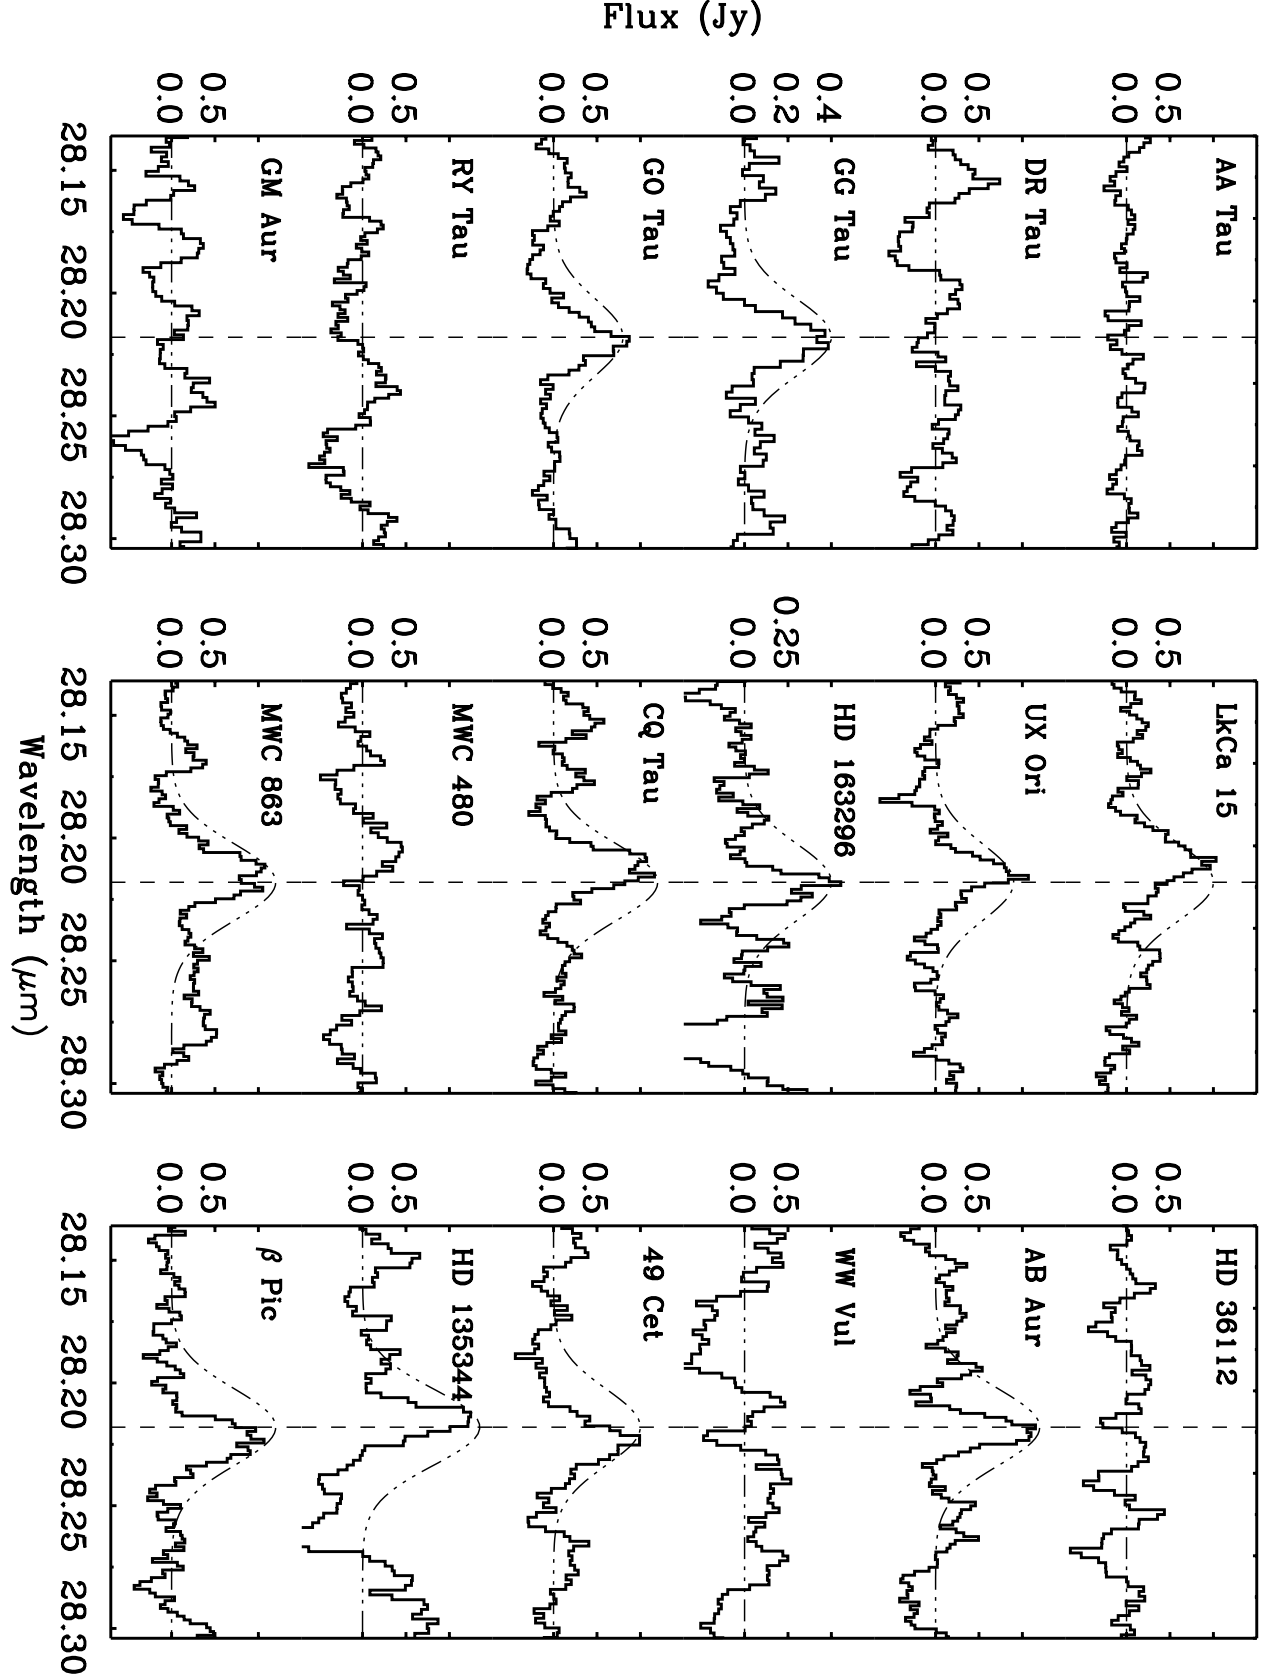 Flux (Jy)
AA Tau
0.5
0.0
DR Tau
0.5
0.0
GG Tau
0.4
0.2
0.0
GO Tau
0.5
0.0
RY Tau
0.5
0.0
GM Aur
0.5
0.0
28.15 28.20 28.25 28.30
LkCa 15
0.5
0.0
UX Ori
0.5
0.0
HD 163296
0.25
0.0
CQ Tau
0.5
0.0
MWC 480
0.5
0.0
MWC 863
0.5
0.0
28.15 28.20 28.25 28.30
HD 36112
0.5
0.0
AB Aur
0.5
0.0
WW Vul
0.5
0.0
49 Cet
0.5
0.0
HD 135344
0.5
0.0
β Pic
0.5
0.0
28.15 28.20 28.25 28.30
Wavelength (μm)